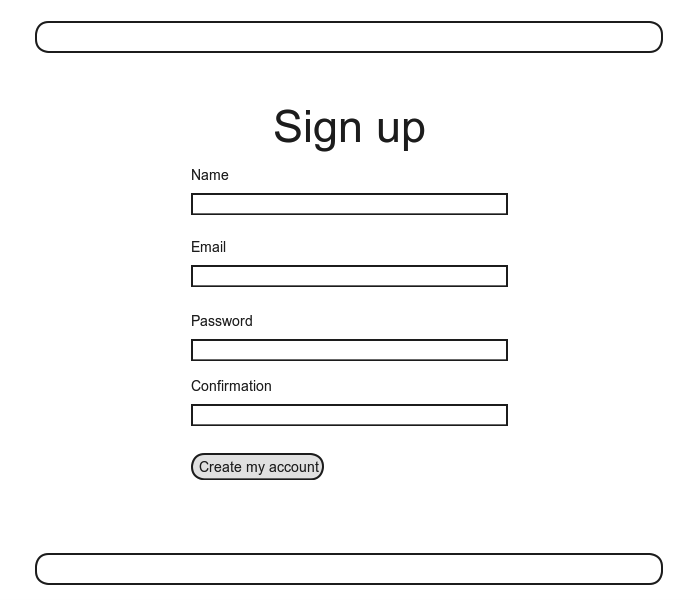 Sign up
Name
Email
Password
Confirmation
Create my account